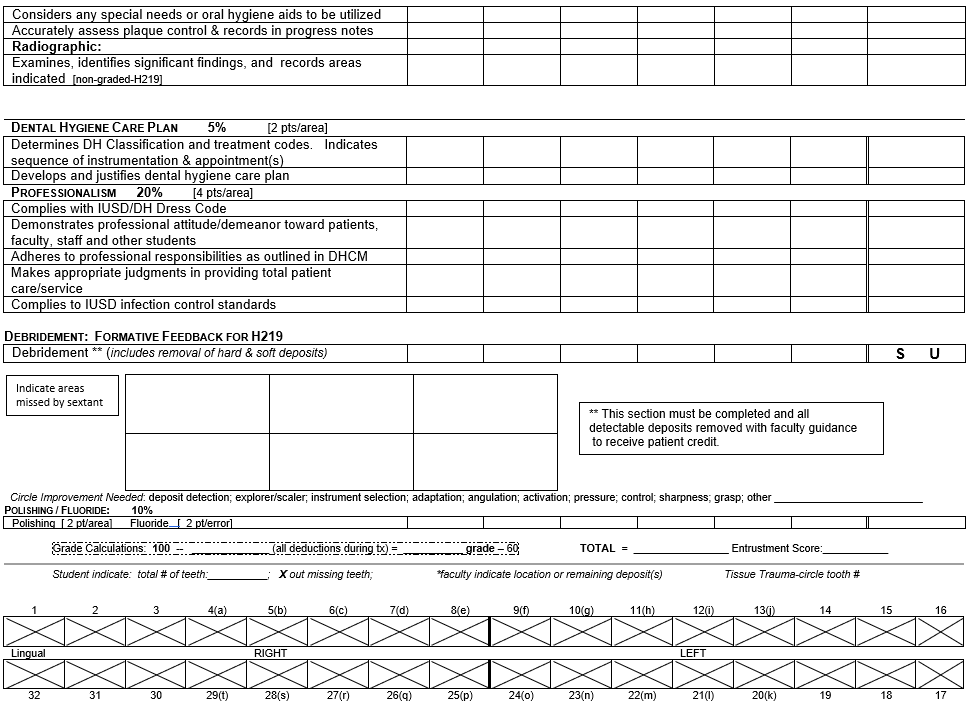 Considers any special needs or oral hygiene aids to be utilized
Accurately assess plaque control & records in progress notes
Radiographic:
Examines, identifies significant findings, and records areas
indicated [non-graded-H219]
DENTAL HYGIENE CARE PLAN 5% [2 pts/area]
Determines DH Classification and treatment codes. Indicates
sequence of instrumentation & appointment(s)
Develops and justifies dental hygiene care plan
PROFESSIONALISM 20% [4 pts/area]
Complies with IUSD/DH Dress Code
Demonstrates professional attitude/demeanor toward patients,
faculty, staff and other students
Adheres to professional responsibilities as outlined in DHCM
Makes appropriate judgments in providing total patient
care/service
Complies to IUSD infection control standards
DEBRIDEMENT: FORMATIVE FEEDBACK FOR H219
Debridement ** (includes removal of hard & soft deposits) S U
Indicate areas
missed by sextant
** This section must be completed and all
detectable deposits removed with faculty guidance
to receive patient credit.
Circle Improvement Needed: deposit detection; explorer/scaler; instrument selection; adaptation; angulation; activation; pressure; control; sharpness; grasp; other ____________________
POLISHING / FLUORIDE: 10%
Polishing [ 2 pt/area] Fluoride [ 2 pt/error]
Grade Calculations: 100 -- ____________ (all deductions during tx) = __________ grade – 60 TOTAL = ______________ Entrustment Score:__________
Student indicate: total # of teeth:__________; X out missing teeth; *faculty indicate location or remaining deposit(s) Tissue Trauma-circle tooth #
1 2 3 4(a) 5(b) 6(c) 7(d) 8(e) 9(f) 10(g) 11(h) 12(i) 13(j) 14 15 16
Lingual RIGHT LEFT
32 31 30 29(t) 28(s) 27(r) 26(q) 25(p) 24(o) 23(n) 22(m) 21(l) 20(k) 19 18 17